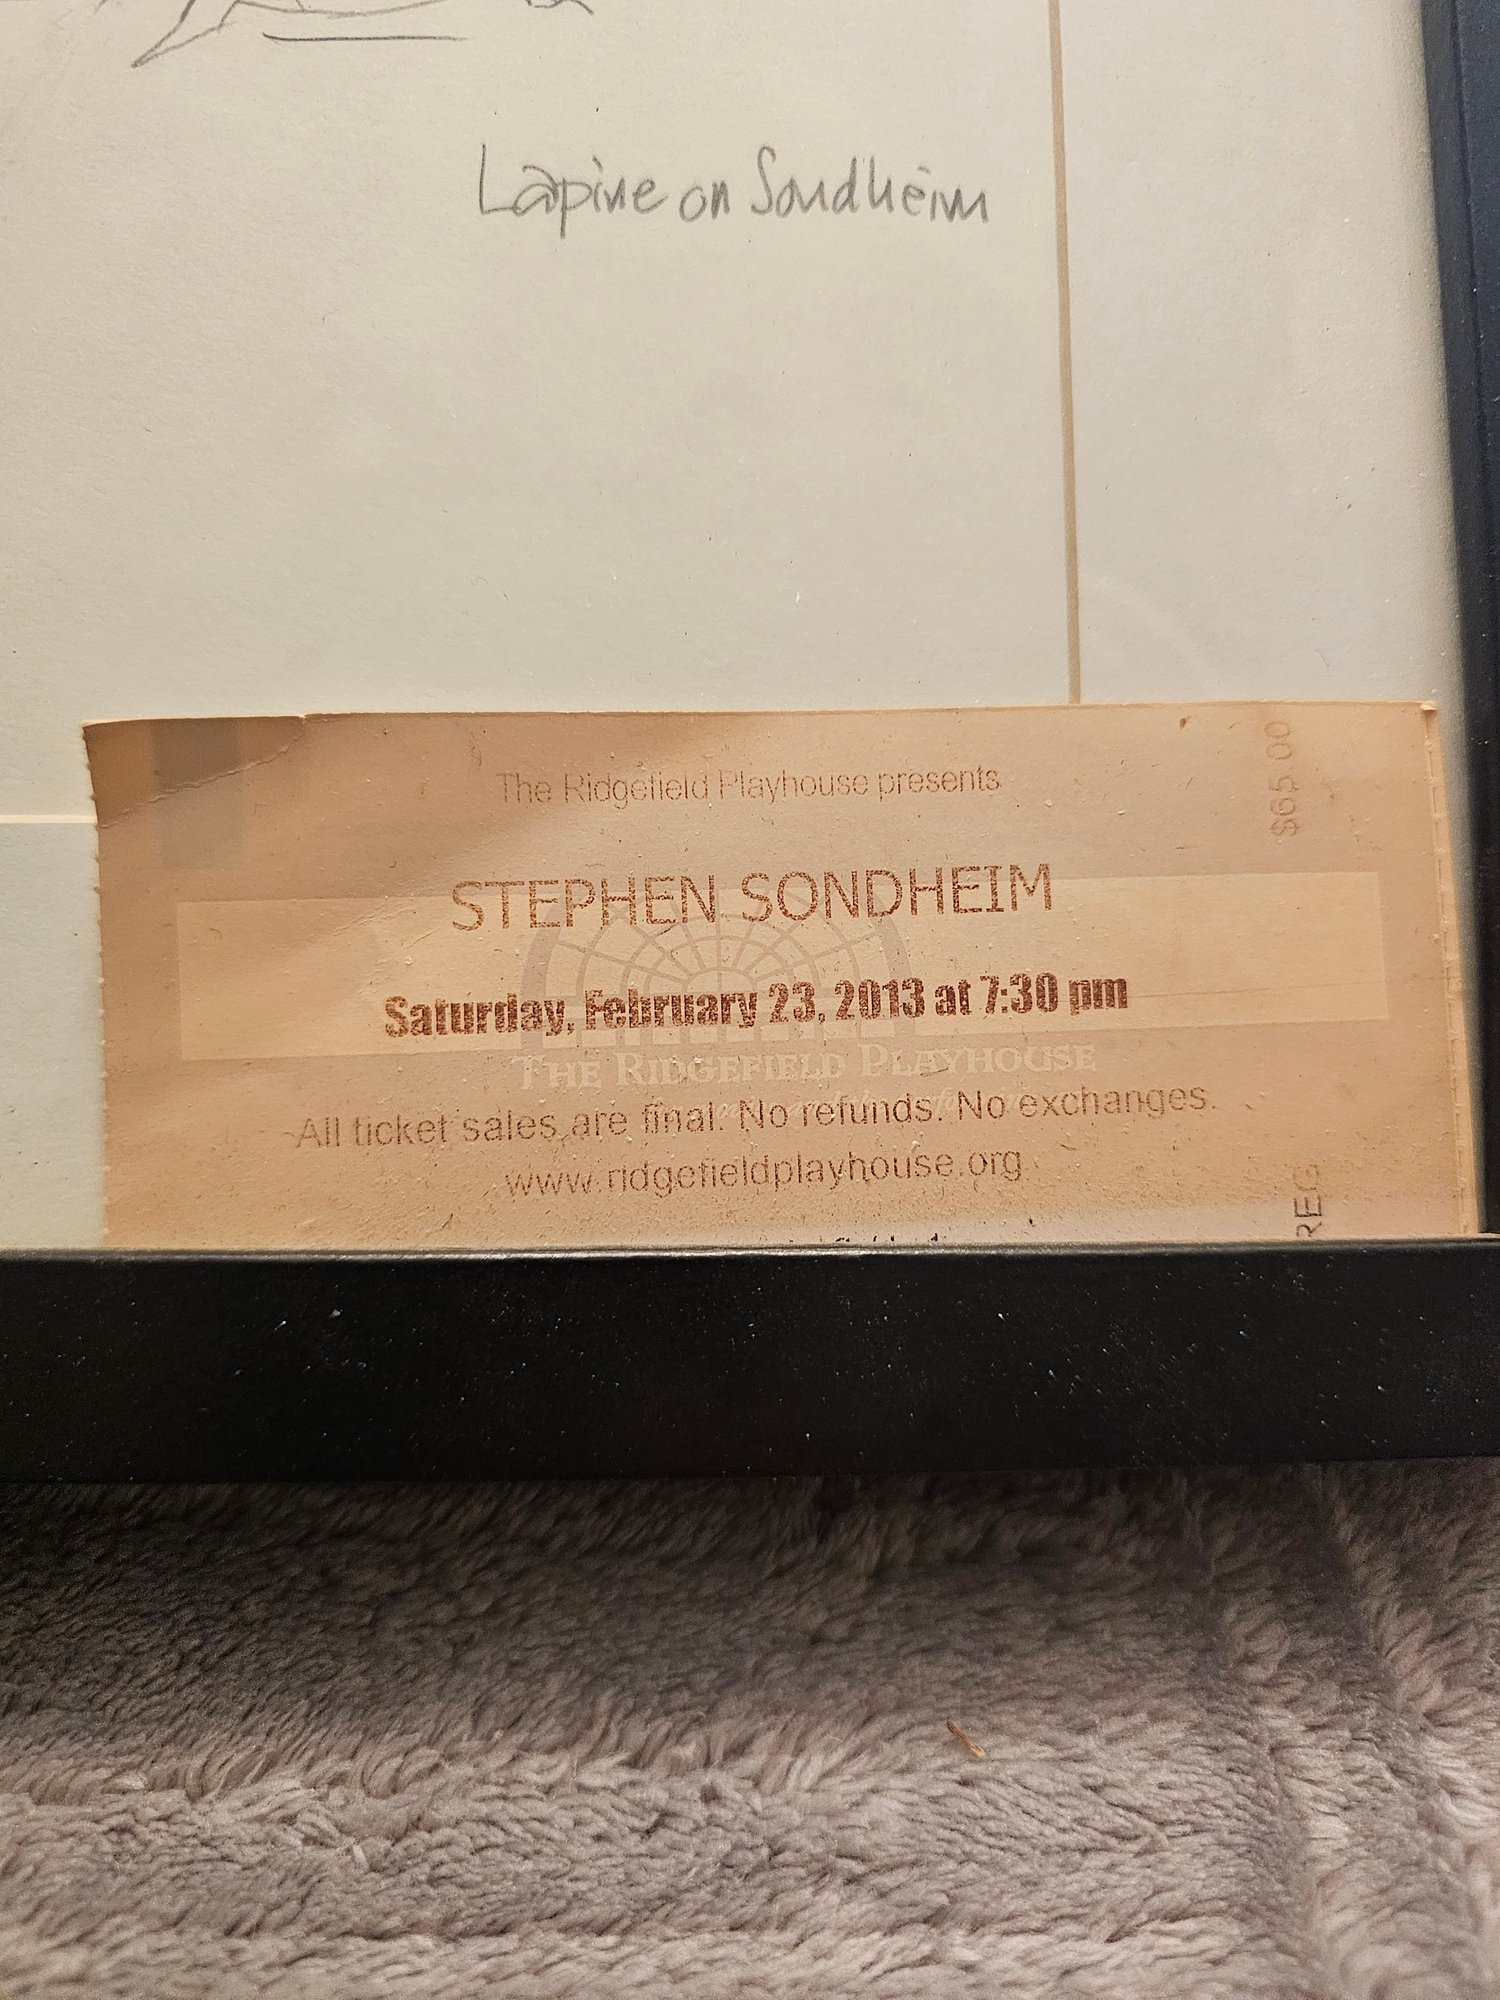 Lapine on Sondheim
The Ridgefield Playhouse presents
$65.00
STEPHEN SONDHEIM
Saturday, February 23, 2013 at 7:30 pm
THE RIDGEFIELD PLAYHOUSE
All ticket sales are final. No refunds. No exchanges.
www.ridgefieldplayhouse.org
REG